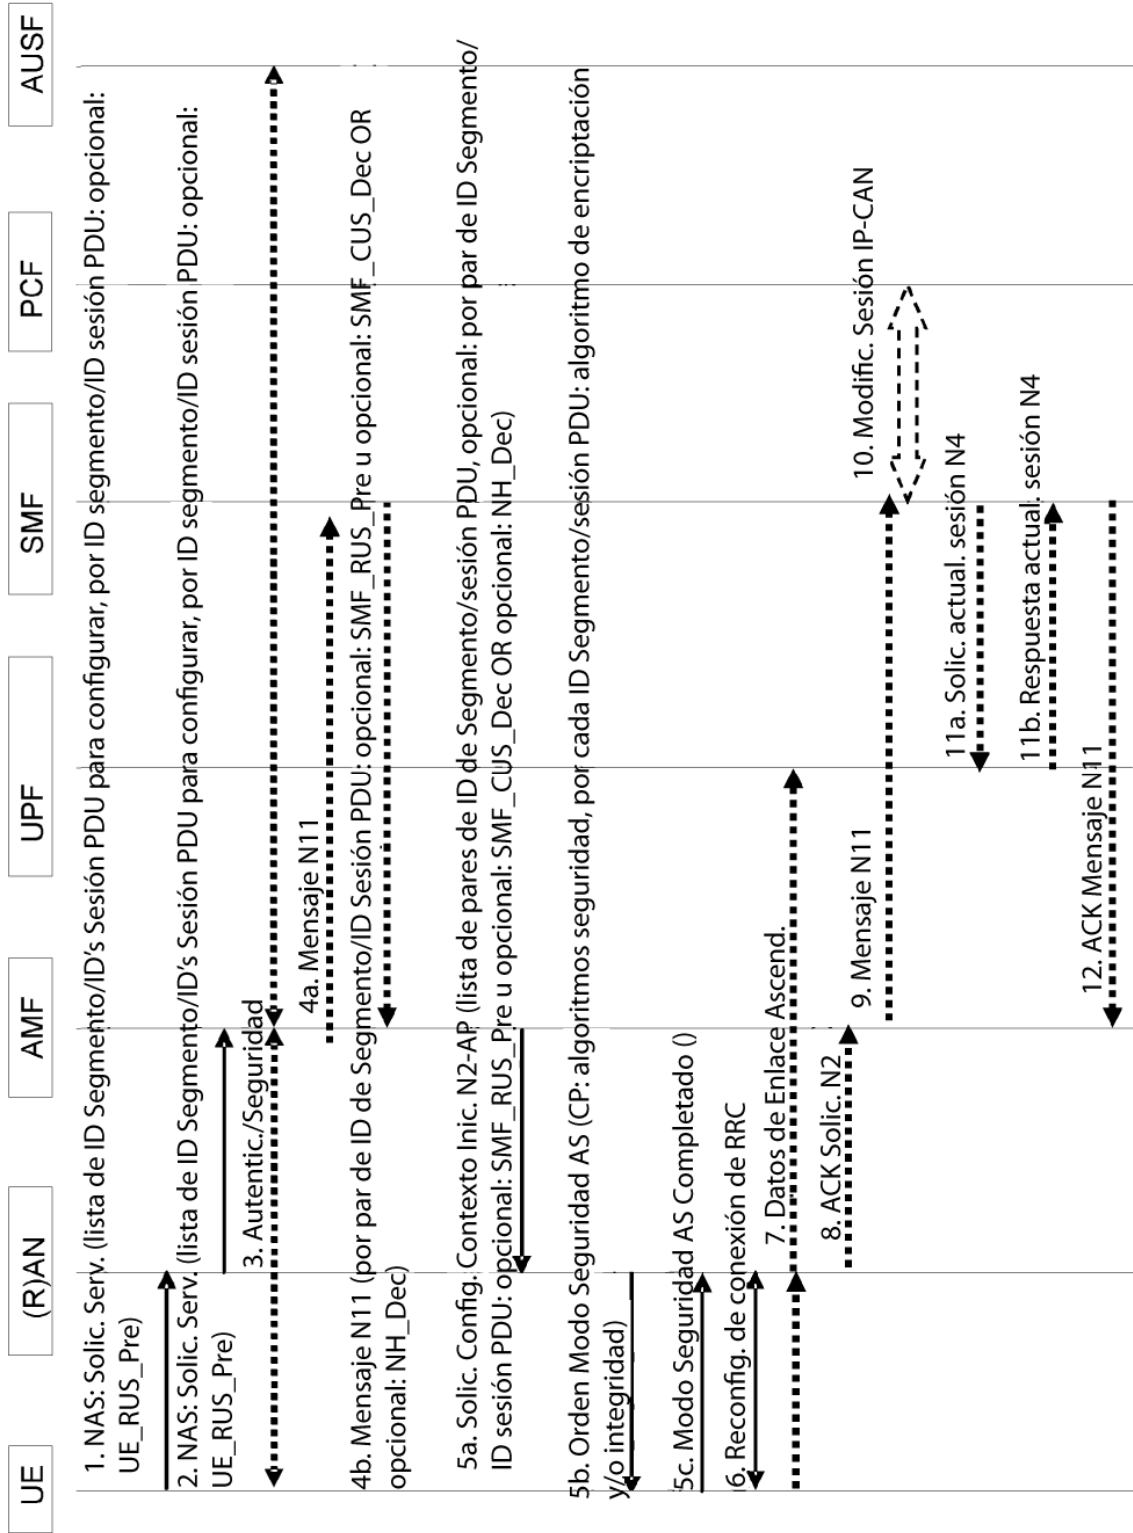 UE
(R)AN
AMF
UPF
SMF
PCF
AUSF
1. NAS: Solic. Serv. (lista de ID Segmento/ID's Sesión PDU para configurar, por ID segmento/ID sesión PDU: opcional:
UE_RUS_Pre)
2. NAS: Solic. Serv. (lista de ID Segmento/ID's Sesión PDU para configurar, por ID segmento/ID sesión PDU: opcional:
UE_RUS_Pre)
3. Autentic./Seguridad
4a. Mensaje N11
4b. Mensaje N11 (por par de ID de Segmento/ID Sesión PDU: opcional: SMF_RUS_Pre u opcional: SMF_CUS_Dec OR
opcional: NH_Dec)
5a. Solic. Config. Contexto Inic. N2-AP (lista de pares de ID de Segmento/sesión PDU, opcional: por par de ID Segmento/
ID sesión PDU: opcional: SMF_RUS_Pre u opcional: SMF_CUS_Dec OR opcional: NH_Dec)
5b. Orden Modo Seguridad AS (CP: algoritmos seguridad, por cada ID Segmento/sesión PDU: algoritmo de encriptación
y/o integridad)
5c. Modo Seguridad AS Completado ()
6. Reconfig. de conexión de RRC
7. Datos de Enlace Ascend.
8. ACK Solic. N2
9. Mensaje N11
10. Modific. Sesión IP-CAN
11a. Solic. actual. sesión N4
11b. Respuesta actual. sesión N4
12. ACK Mensaje N11